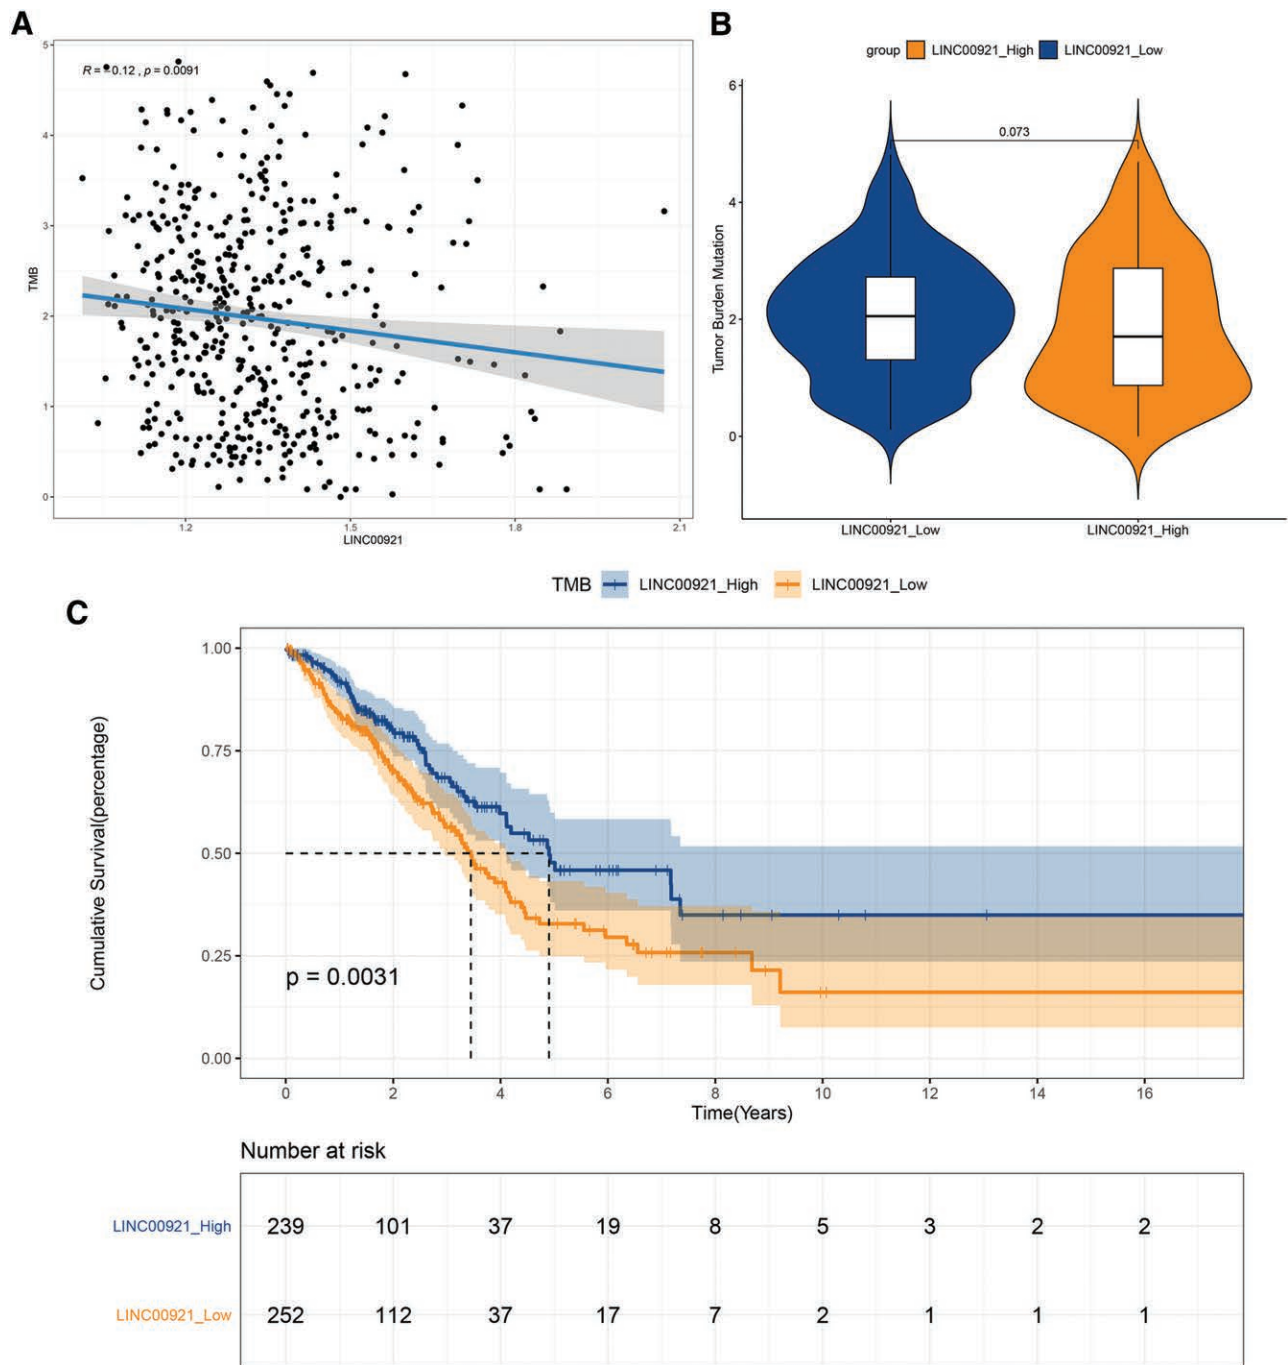 A
R = −0.12 , p = 0.0091
5
4
3
2
1
0
TMB
1.2
1.5
1.8
2.1
LINC00921
B
group LINC00921_High LINC00921_Low
6
4
2
0
Tumor Burden Mutation
0.073
LINC00921_Low
LINC00921_High
TMB LINC00921_High LINC00921_Low
C
1.00
0.75
0.50
0.25
0.00
Cumulative Survival(percentage)
p = 0.0031
0 2 4 6 8 10 12 14 16
Time(Years)
Number at risk
LINC00921_High 239 101 37 19 8 5 3 2 2
LINC00921_Low 252 112 37 17 7 2 1 1 1